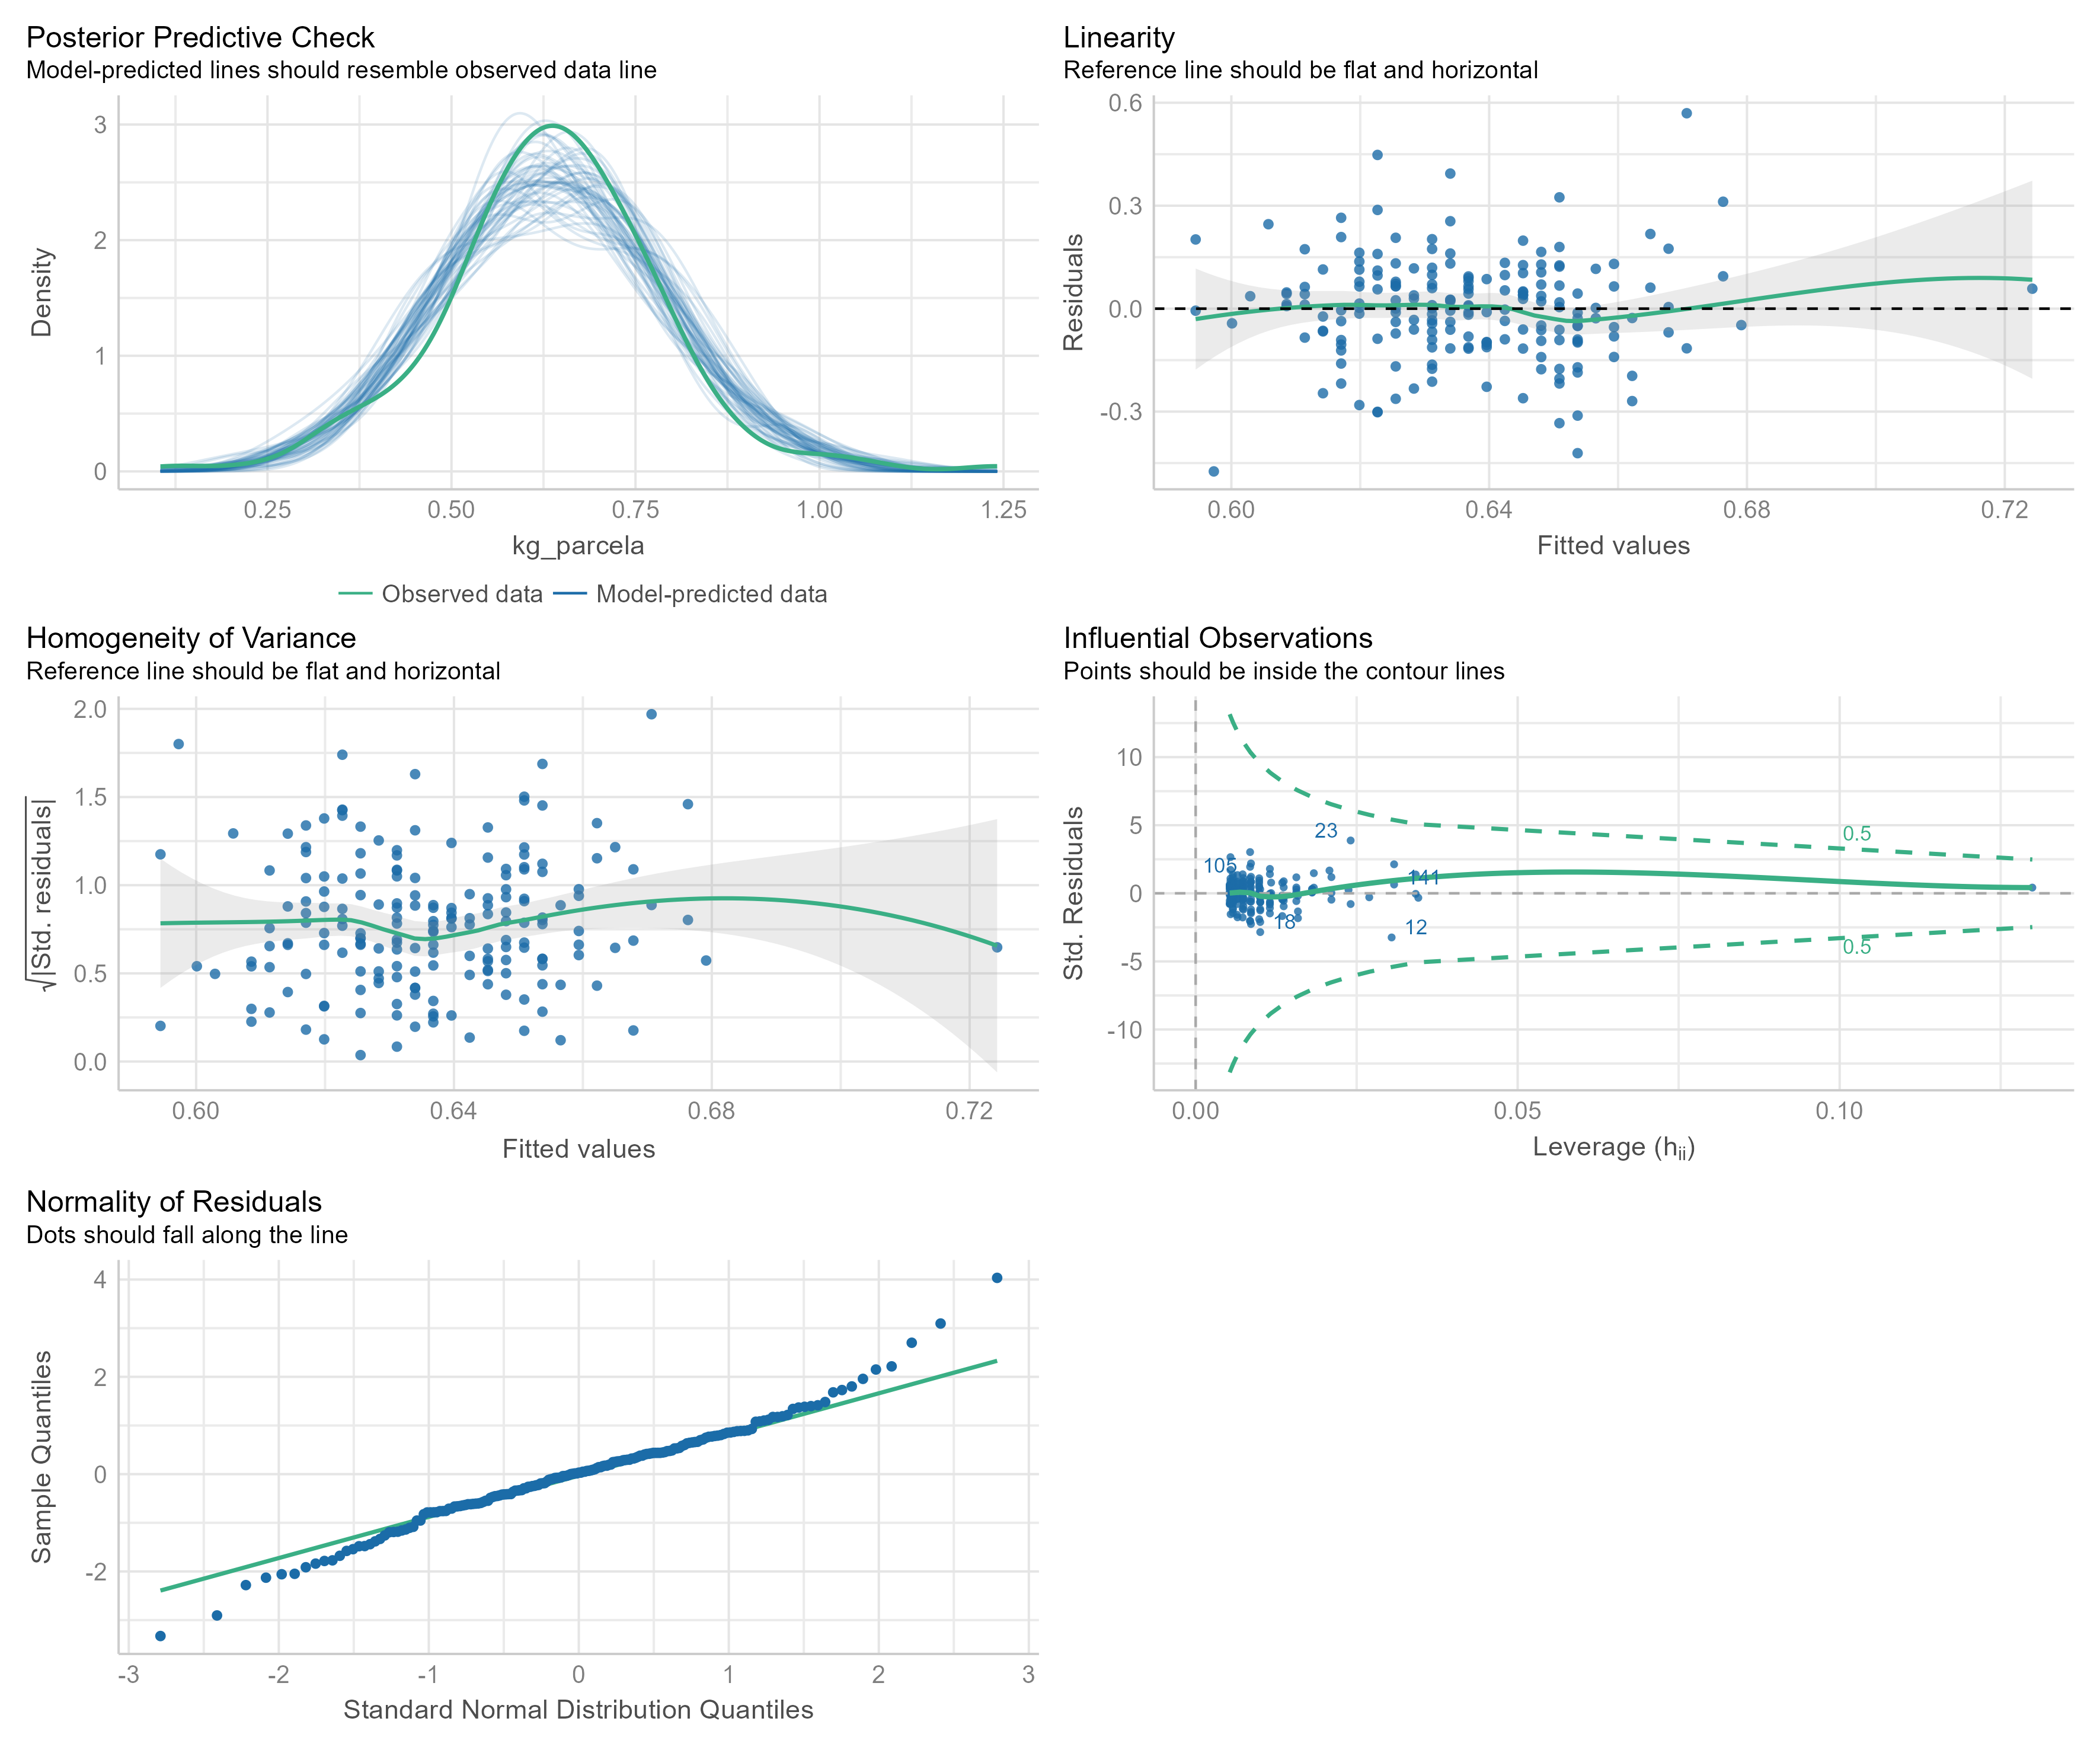 Posterior Predictive Check
Model-predicted lines should resemble observed data line
Density
3
2
1
0
0.25 0.50 0.75 1.00 1.25
kg_parcela
Observed data Model-predicted data
Linearity
Reference line should be flat and horizontal
Residuals
0.6
0.3
0.0
-0.3
0.60 0.64 0.68 0.72
Fitted values
Homogeneity of Variance
Reference line should be flat and horizontal
√|Std. residuals|
2.0
1.5
1.0
0.5
0.0
0.60 0.64 0.68 0.72
Fitted values
Influential Observations
Points should be inside the contour lines
Std. Residuals
10
5
0
-5
-10
23
0.5
105
141
18
12
0.5
0.00 0.05 0.10
Leverage (hii)
Normality of Residuals
Dots should fall along the line
Sample Quantiles
4
2
0
-2
-3 -2 -1 0 1 2 3
Standard Normal Distribution Quantiles